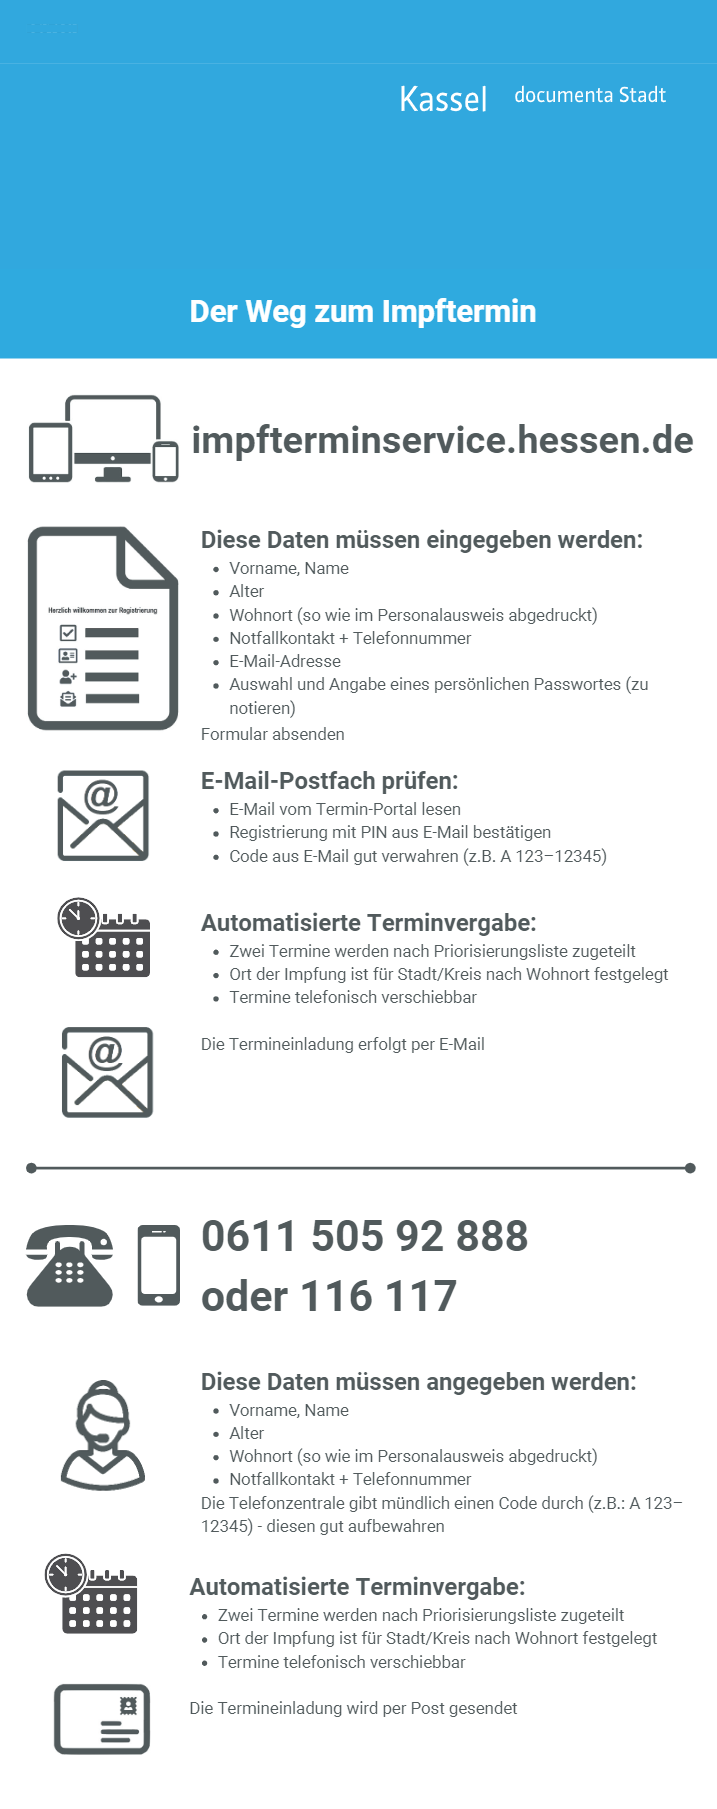 Kassel documenta Stadt
Der Weg zum Impftermin
impfterminservice.hessen.de
Diese Daten müssen eingegeben werden:
• Vorname, Name
• Alter
• Wohnort (so wie im Personalausweis abgedruckt)
• Notfallkontakt + Telefonnummer
• E-Mail-Adresse
• Auswahl und Angabe eines persönlichen Passwortes (zu
notieren)
Formular absenden
Herzlich willkommen zur Registrierung
E-Mail-Postfach prüfen:
• E-Mail vom Termin-Portal lesen
• Registrierung mit PIN aus E-Mail bestätigen
• Code aus E-Mail gut verwahren (z.B. A 123–12345)
@
Automatisierte Terminvergabe:
• Zwei Termine werden nach Priorisierungsliste zugeteilt
• Ort der Impfung ist für Stadt/Kreis nach Wohnort festgelegt
• Termine telefonisch verschiebbar
Die Termineinladung erfolgt per E-Mail
@
0611 505 92 888
oder 116 117
Diese Daten müssen angegeben werden:
• Vorname, Name
• Alter
• Wohnort (so wie im Personalausweis abgedruckt)
• Notfallkontakt + Telefonnummer
Die Telefonzentrale gibt mündlich einen Code durch (z.B.: A 123–
12345) - diesen gut aufbewahren
Automatisierte Terminvergabe:
• Zwei Termine werden nach Priorisierungsliste zugeteilt
• Ort der Impfung ist für Stadt/Kreis nach Wohnort festgelegt
• Termine telefonisch verschiebbar
Die Termineinladung wird per Post gesendet